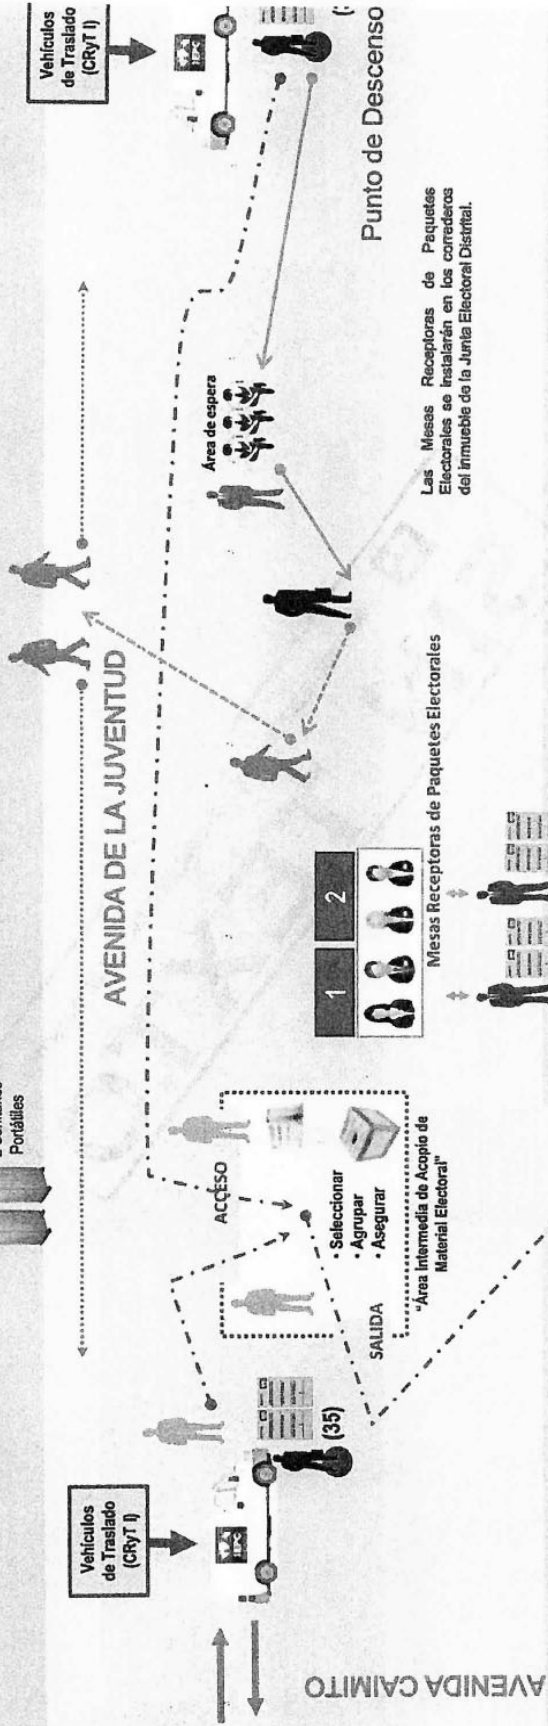 Vehículos
de Traslado
(CRyT I)
Portátiles
AVENIDA DE LA JUVENTUD
Vehículos
de Traslado
(CRyT I)
ACCESO
• Seleccionar
• Agrupar
• Asegurar
SALIDA
"Área Intermedia de Acopio de
Material Electoral"
(35)
1
2
Mesas Receptoras de Paquetes Electorales
Área de espera
Punto de Descenso
Las Mesas Receptoras de Paquetes
Electorales se instalarán en los correderos
del inmueble de la Junta Electoral Distrital.
AVENIDA CAIMITO